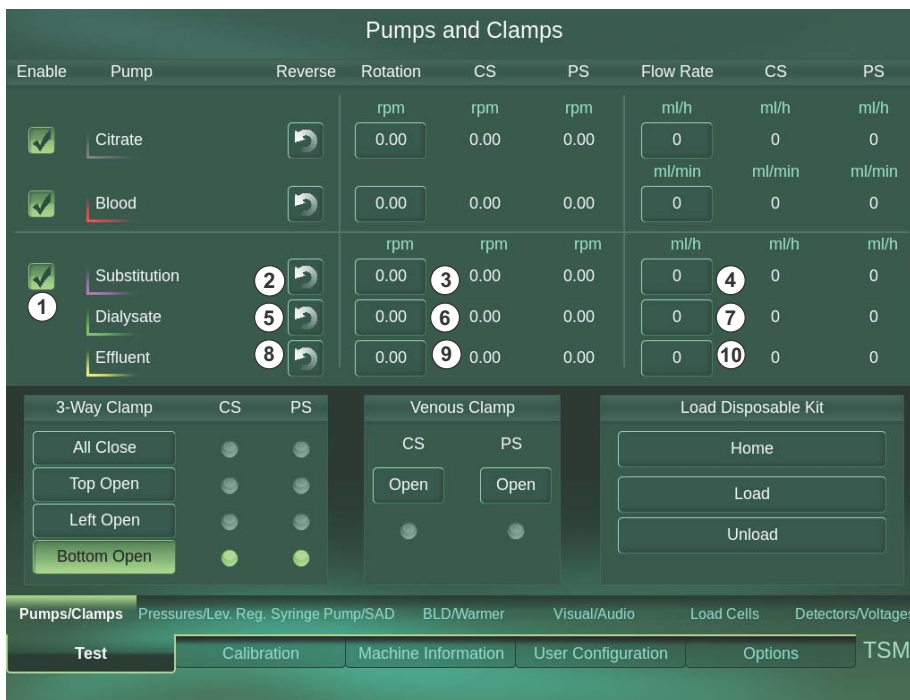 Pumps and Clamps
Enable Pump Reverse Rotation CS PS Flow Rate CS PS
rpm rpm rpm ml/h ml/h ml/h
Citrate 0.00 0.00 0.00 0 0 0
ml/min ml/min ml/min
Blood 0.00 0.00 0.00 0 0 0
rpm rpm rpm ml/h ml/h ml/h
Substitution 2 0.00 3 0.00 0.00 0 4 0 0
1 Dialysate 5 0.00 6 0.00 0.00 0 7 0 0
Effluent 8 0.00 9 0.00 0.00 0 10 0 0
3-Way Clamp CS PS
All Close
Top Open
Left Open
Bottom Open
Venous Clamp
CS PS
Open Open
Load Disposable Kit
Home
Load
Unload
Pumps/Clamps Pressures/Lev. Reg. Syringe Pump/SAD BLD/Warmer Visual/Audio Load Cells Detectors/Voltages
Test Calibration Machine Information User Configuration Options TSM